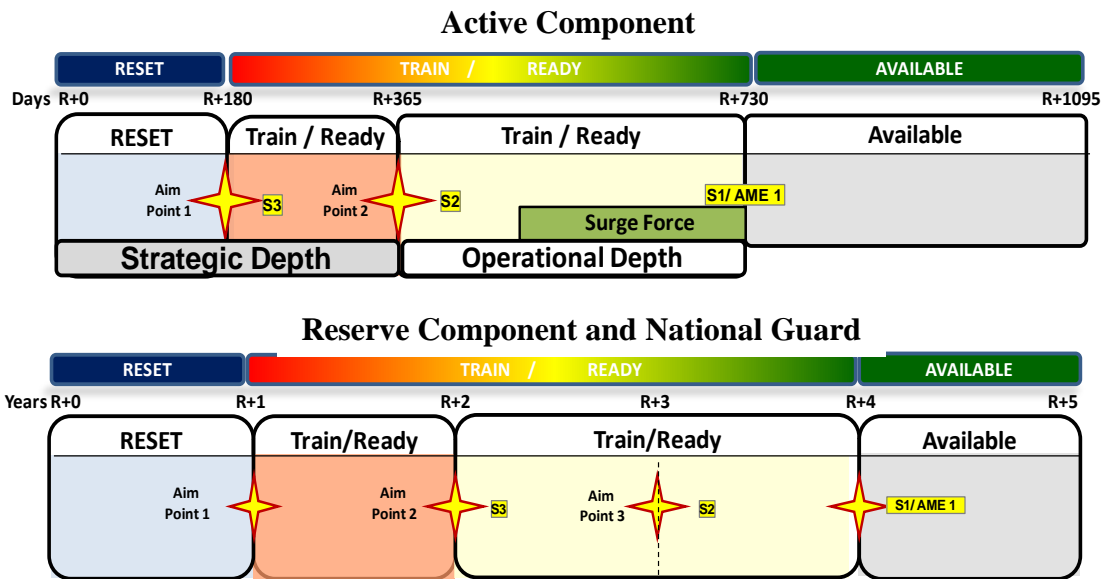 Active Component
RESET TRAIN / READY AVAILABLE
Days R+0 R+180 R+365 R+730 R+1095
RESET Train / Ready Train / Ready Available
Aim
Point 1
S3
Aim
Point 2
S2
S1/ AME 1
Surge Force
Strategic Depth Operational Depth
Reserve Component and National Guard
RESET TRAIN / READY AVAILABLE
Years R+0 R+1 R+2 R+3 R+4 R+5
RESET Train/Ready Train/Ready Available
Aim
Point 1
Aim
Point 2
S3
Aim
Point 3
S2
S1/ AME 1